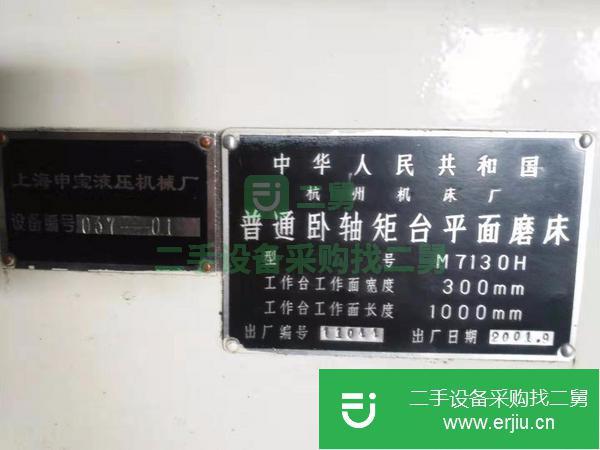 上海申宝液压机械厂
设备编号 037-01
中华人民共和国
杭州机床厂
普通卧轴矩台平面磨床
型号 M7130H
工作台工作面宽度 300mm
工作台工作面长度 1000mm
出厂编号 11044 出厂日期 2001.9
二舅
二手设备采购找二舅
二手设备采购找二舅
www.erjiu.cn